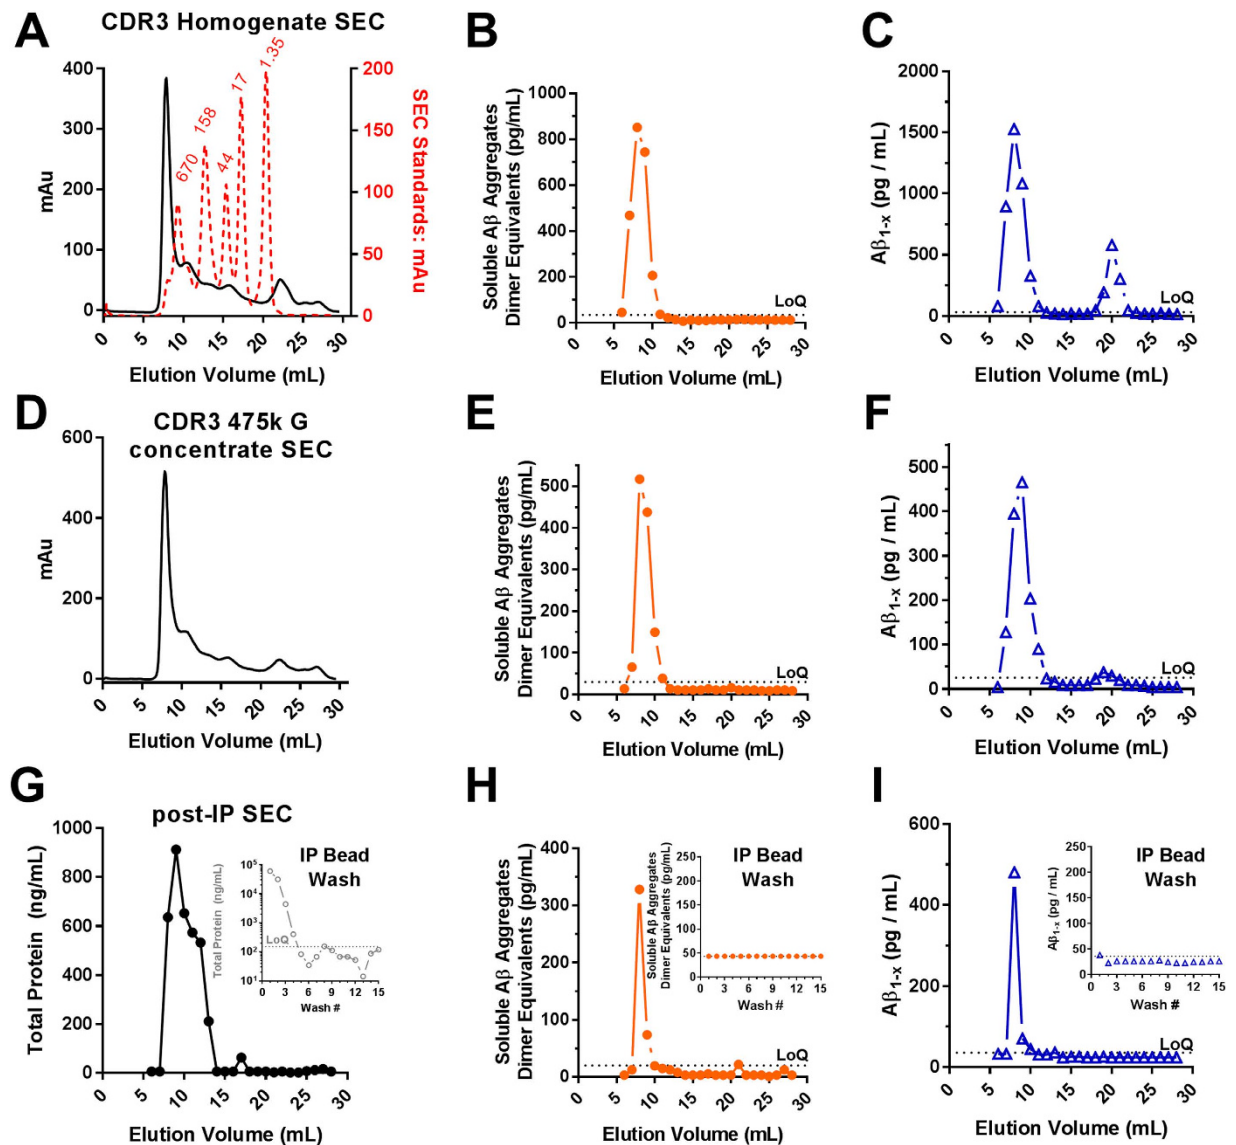 A
CDR3 Homogenate SEC
400
300
200
100
0
mAu
670
158
44
17
1.35
200
150
100
50
0
SEC Standards: mAu
0
5
10
15
20
25
30
Elution Volume (mL)
B
1000
800
600
400
200
0
Soluble Aβ Aggregates
Dimer Equivalents (pg/mL)
LoQ
0
5
10
15
20
25
30
Elution Volume (mL)
C
2000
1500
1000
500
0
Aβ1-x (pg / mL)
LoQ
0
5
10
15
20
25
30
Elution Volume (mL)
D
CDR3 475k G
concentrate SEC
600
400
200
0
mAu
0
5
10
15
20
25
30
Elution Volume (mL)
E
500
400
300
200
100
0
Soluble Aβ Aggregates
Dimer Equivalents (pg/mL)
LoQ
0
5
10
15
20
25
30
Elution Volume (mL)
F
500
400
300
200
100
0
Aβ1-x (pg / mL)
LoQ
0
5
10
15
20
25
30
Elution Volume (mL)
G
post-IP SEC
1000
800
600
400
200
0
Total Protein (ng/mL)
IP Bead
Wash
10⁵
10⁴
10³
10²
10¹
Total Protein (ng/mL)
LoQ
0
3
6
9
12
15
Wash #
0
5
10
15
20
25
30
Elution Volume (mL)
H
400
300
200
100
0
Soluble Aβ Aggregates
Dimer Equivalents (pg/mL)
IP Bead
Wash
250
200
150
100
50
0
Soluble Aβ Aggregates
Dimer Equivalents (pg/mL)
0
3
6
9
12
15
Wash #
LoQ
0
5
10
15
20
25
30
Elution Volume (mL)
I
600
400
200
0
Aβ1-x (pg / mL)
IP Bead
Wash
250
200
150
100
50
0
Aβ1-x (pg / mL)
0
3
6
9
12
15
Wash #
LoQ
0
5
10
15
20
25
30
Elution Volume (mL)